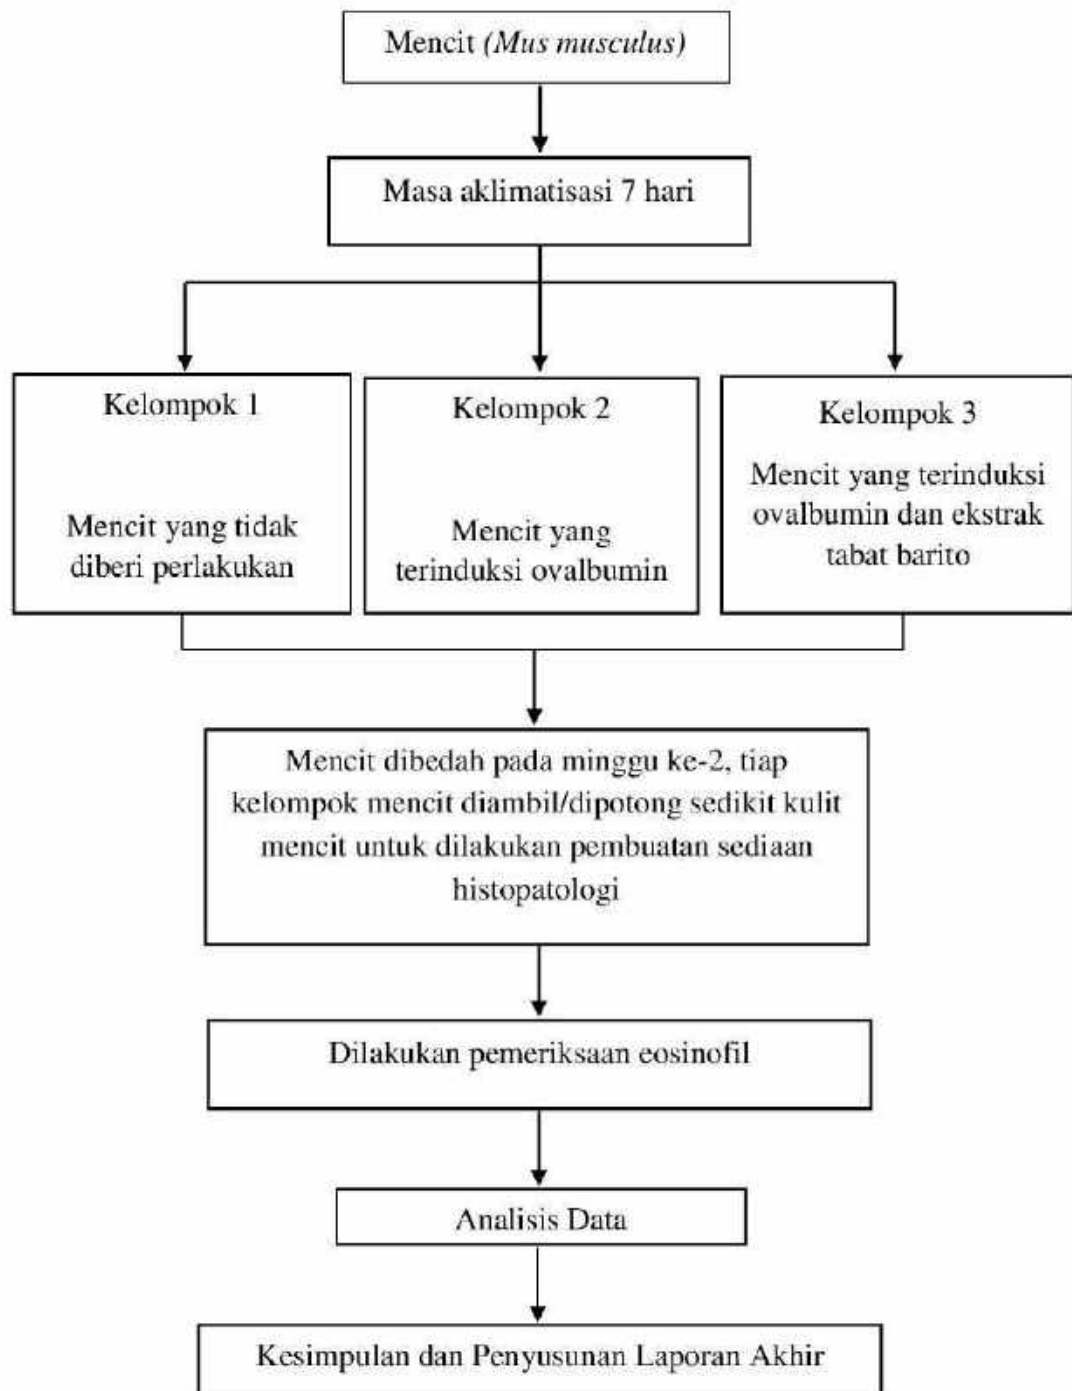 Mencit (Mus musculus)
Masa aklimatisasi 7 hari
Kelompok 1
Mencit yang tidak
diberi perlakukan
Kelompok 2
Mencit yang
terinduksi ovalbumin
Kelompok 3
Mencit yang terinduksi
ovalbumin dan ekstrak
tabat barito
Mencit dibedah pada minggu ke-2, tiap
kelompok mencit diambil/dipotong sedikit kulit
mencit untuk dilakukan pembuatan sediaan
histopatologi
Dilakukan pemeriksaan eosinofil
Analisis Data
Kesimpulan dan Penyusunan Laporan Akhir